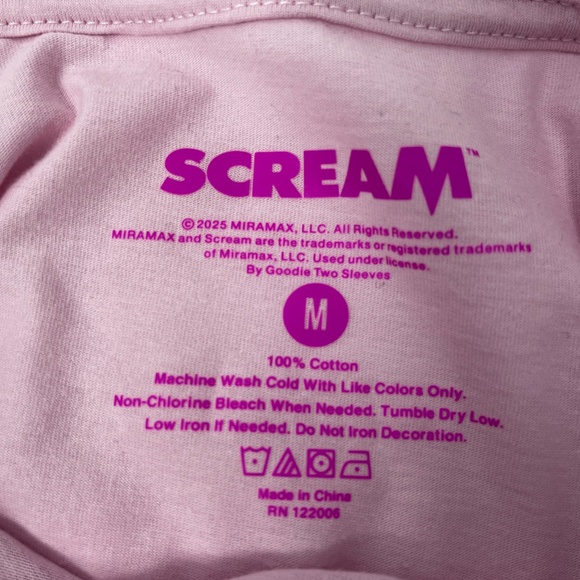 SCREAM™
© 2025 MIRAMAX, LLC. All Rights Reserved.
MIRAMAX and Scream are the trademarks or registered trademarks
of Miramax, LLC. Used under license.
By Goodie Two Sleeves
M
100% Cotton
Machine Wash Cold With Like Colors Only.
Non-Chlorine Bleach When Needed. Tumble Dry Low.
Low Iron If Needed. Do Not Iron Decoration.
Made in China
RN 122006